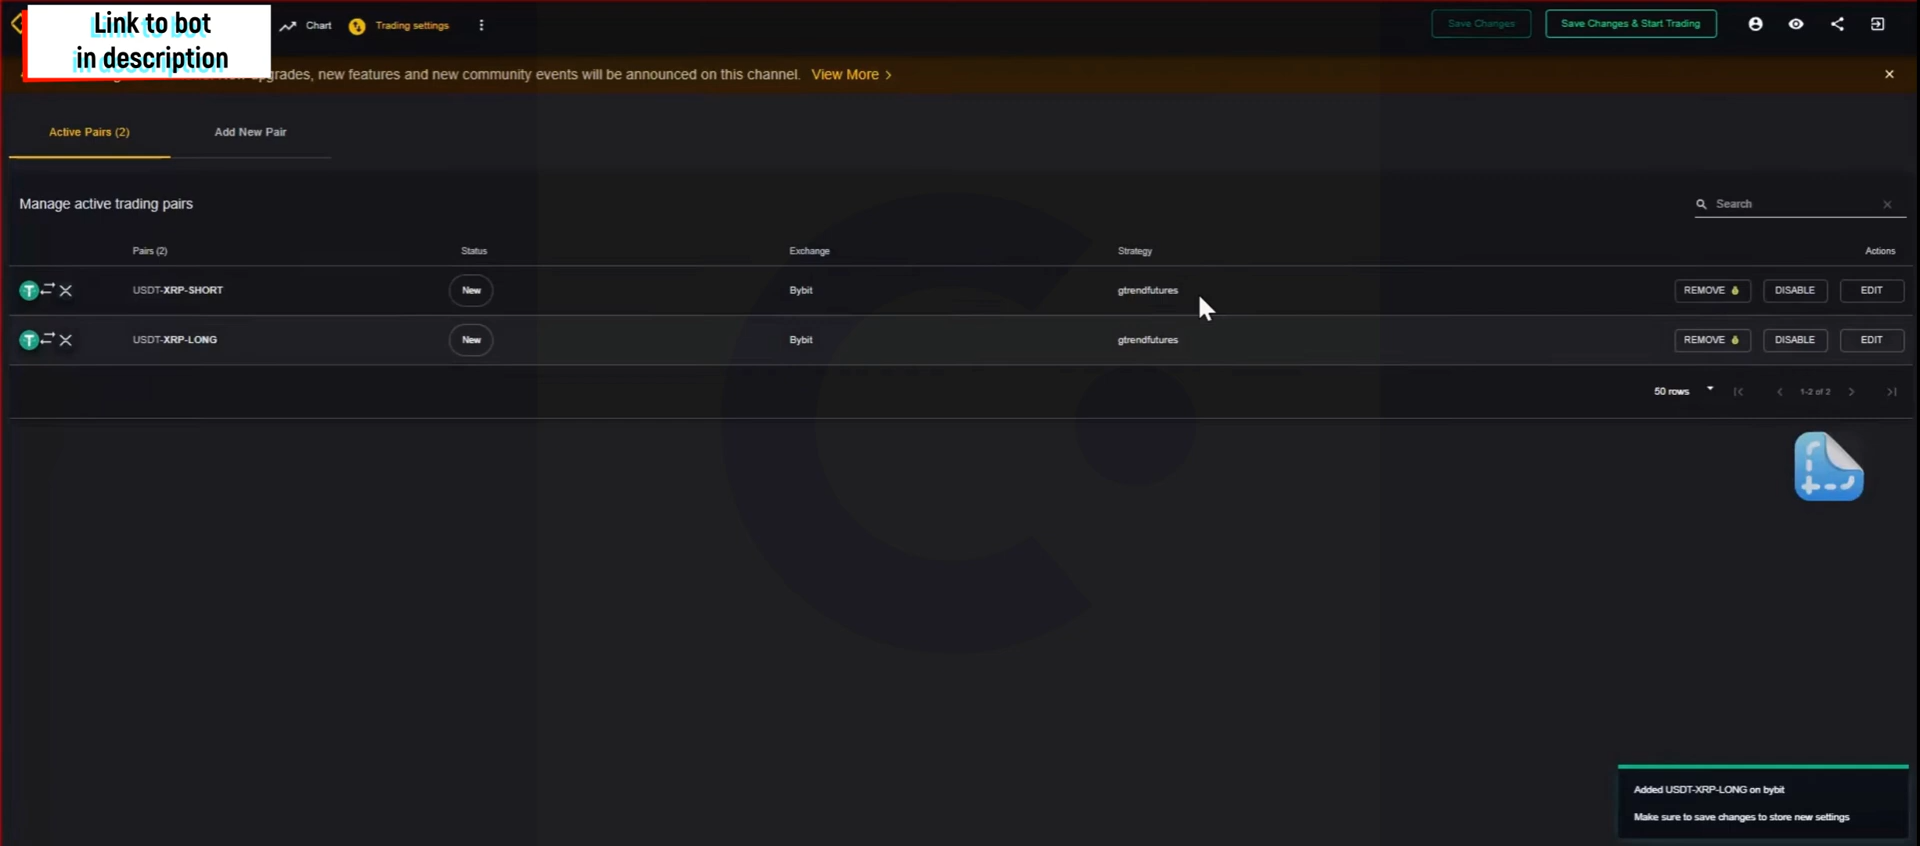 Link to bot
in description
Chart
Trading settings
Save Changes
Save Changes & Start Trading
upgrades, new features and new community events will be announced on this channel. View More >
Active Pairs (2)
Add New Pair
Manage active trading pairs
Search
Pairs (2) Status Exchange Strategy Actions
USDT-XRP-SHORT New Bybit gtrendfutures REMOVE DISABLE EDIT
USDT-XRP-LONG New Bybit gtrendfutures REMOVE DISABLE EDIT
50 rows 1-2 of 2
Added USDT-XRP-LONG on bybit
Make sure to save changes to store new settings